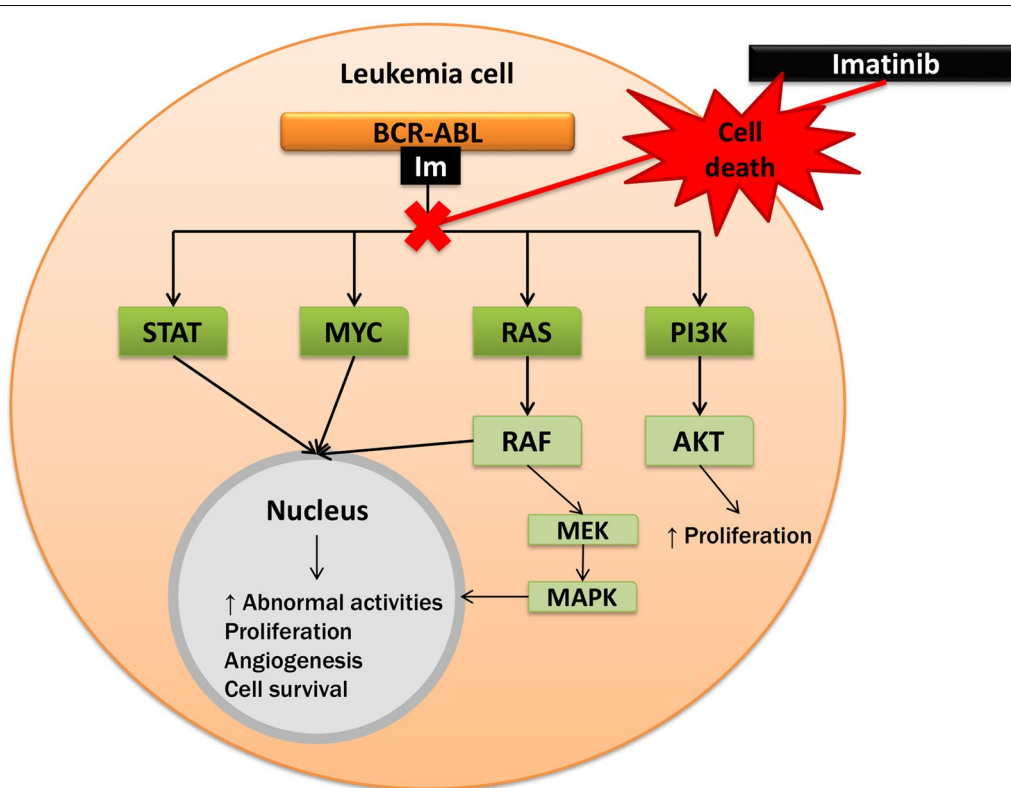 Imatinib
Leukemia cell
BCR-ABL
Im
Cell
death
STAT
MYC
RAS
PI3K
RAF
AKT
Nucleus
MEK
↑ Proliferation
MAPK
↑ Abnormal activities
Proliferation
Angiogenesis
Cell survival